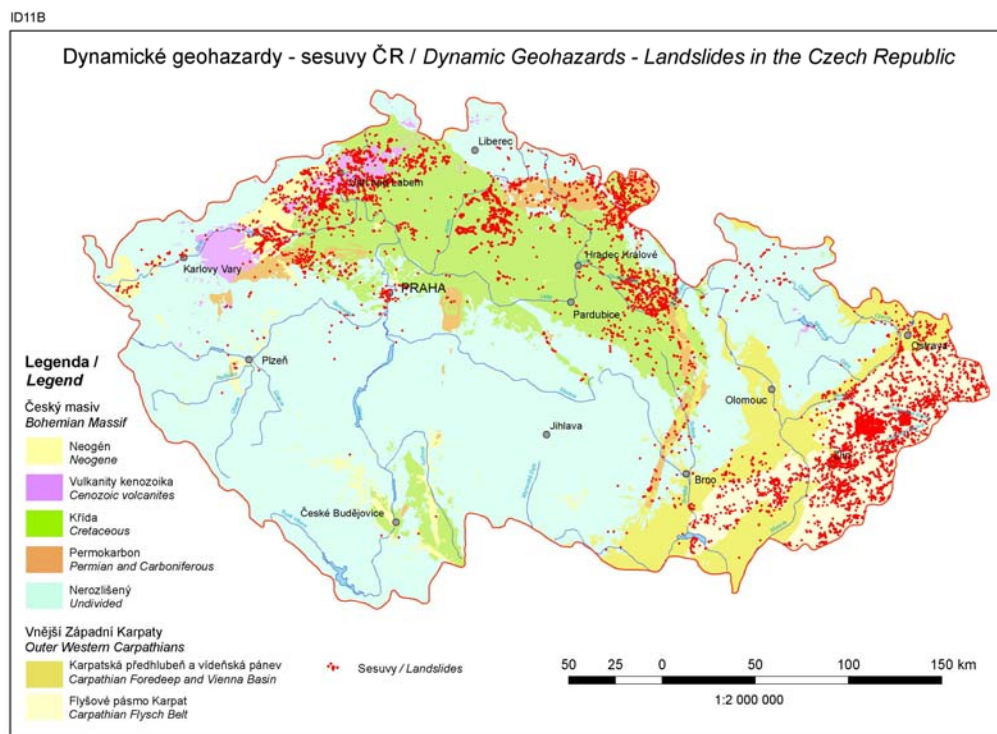 ID11B
Dynamické geohazardy - sesuvy ČR / Dynamic Geohazards - Landslides in the Czech Republic
Liberec
Karlovy Vary
PRAHA
Hradec Králové
Pardubice
Plzeň
Ostrava
Olomouc
Jihlava
Zlín
Brno
České Budějovice
Legenda /
Legend
Český masiv
Bohemian Massif
Neogén
Neogene
Vulkanity kenozoika
Cenozoic volcanites
Křída
Cretaceous
Permokarbon
Permian and Carboniferous
Nerozlišený
Undivided
Vnější Západní Karpaty
Outer Western Carpathians
Karpatská předhlubeň a vídeňská pánev
Carpathian Foredeep and Vienna Basin
Flyšové pásmo Karpat
Carpathian Flysch Belt
Sesuvy / Landslides
50 25 0 50 100 150 km
1:2 000 000